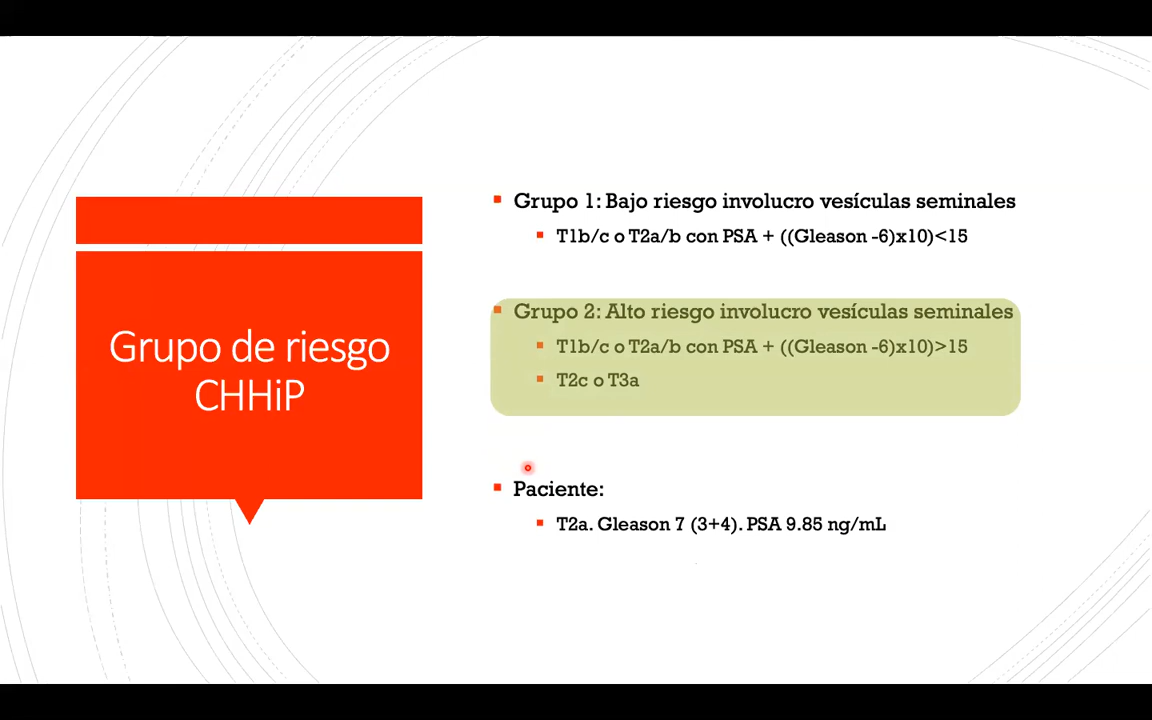 Grupo de riesgo
CHHiP
Grupo 1: Bajo riesgo involucro vesículas seminales
T1b/c o T2a/b con PSA + ((Gleason -6)x10)<15
Grupo 2: Alto riesgo involucro vesículas seminales
T1b/c o T2a/b con PSA + ((Gleason -6)x10)>15
T2c o T3a
Paciente:
T2a. Gleason 7 (3+4). PSA 9.85 ng/mL